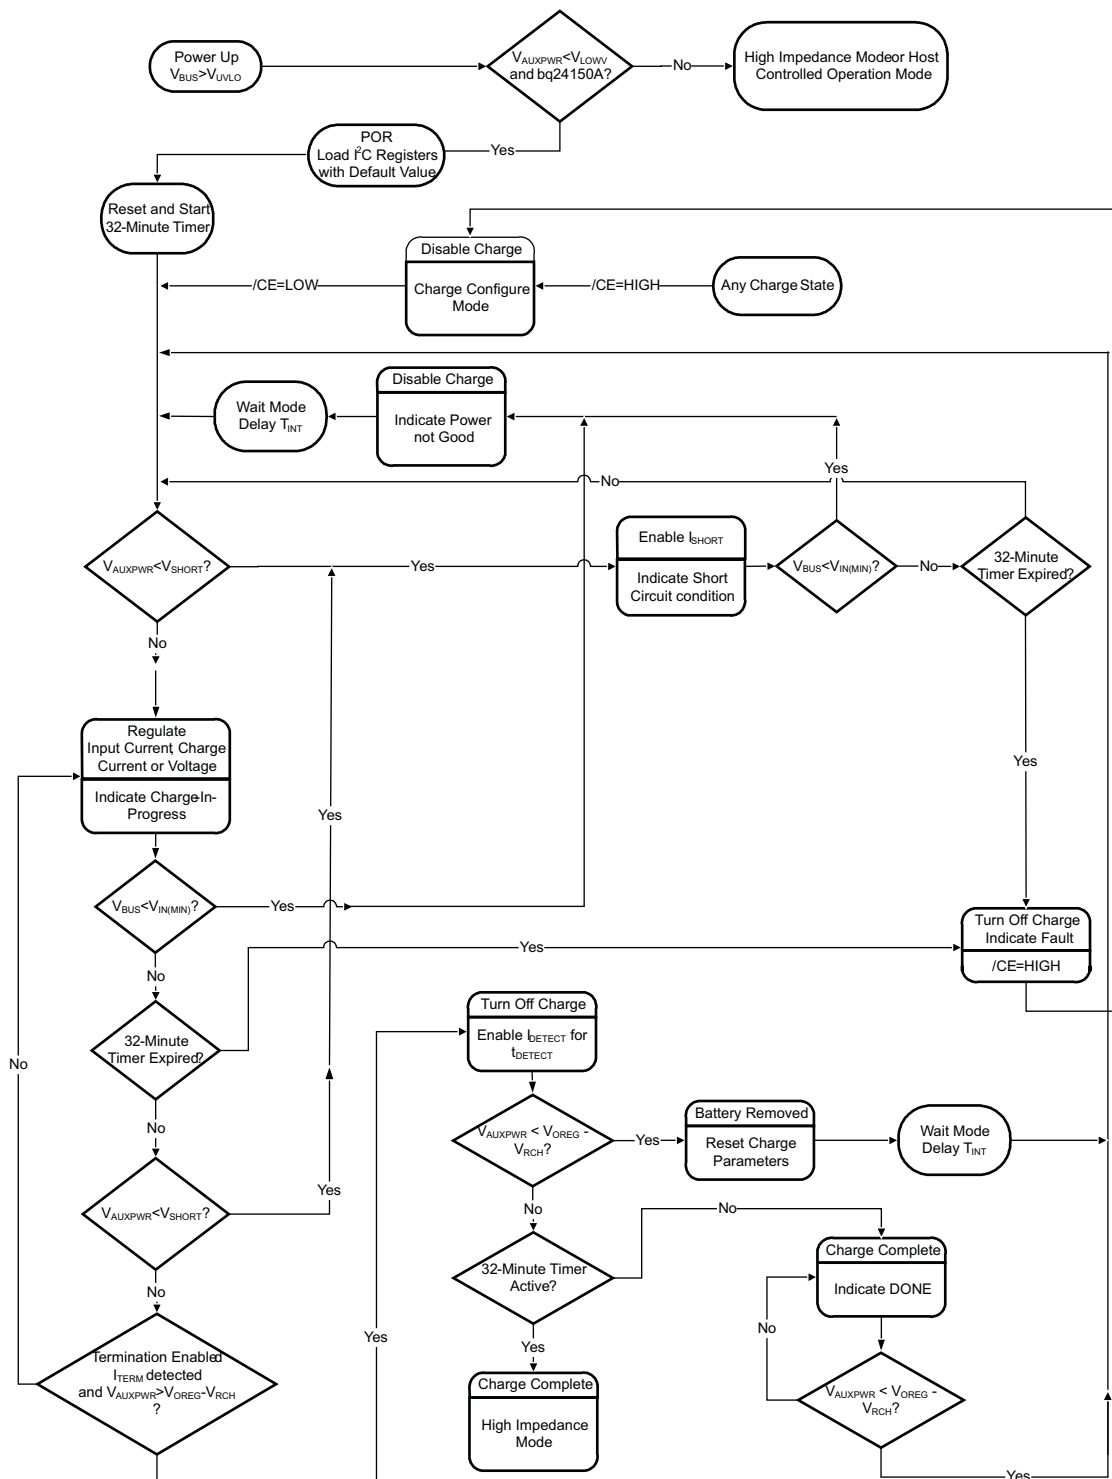 Power Up
VBUS>VUVLO
VAUXPWR<VLOWV
and bq24150A?
No
High Impedance Modeor Host
Controlled Operation Mode
Yes
POR
Load I2C Registers
with Default Value
Reset and Start
32-Minute Timer
Disable Charge
Charge Configure
Mode
/CE=LOW
/CE=HIGH
Any Charge State
Disable Charge
Indicate Power
not Good
Wait Mode
Delay TINT
Yes
No
VAUXPWR<VSHORT?
Yes
Enable ISHORT
Indicate Short
Circuit condition
VBUS<VIN(MIN)?
No
32-Minute
Timer Expired?
No
Regulate
Input Current, Charge
Current or Voltage
Indicate Charge-In-
Progress
Yes
Yes
VBUS<VIN(MIN)?
Yes
Turn Off Charge
Indicate Fault
/CE=HIGH
Yes
No
Turn Off Charge
Enable IDETECT for
tDETECT
32-Minute
Timer Expired?
No
No
VAUXPWR < VOREG -
VRCH?
Yes
Battery Removed
Reset Charge
Parameters
Wait Mode
Delay TINT
VAUXPWR<VSHORT?
Yes
No
No
32-Minute Timer
Active?
Charge Complete
Indicate DONE
No
No
Yes
Yes
Termination Enabled
ITERM detected
and VAUXPWR>VOREG-VRCH
?
Charge Complete
High Impedance
Mode
VAUXPWR < VOREG -
VRCH?
Yes